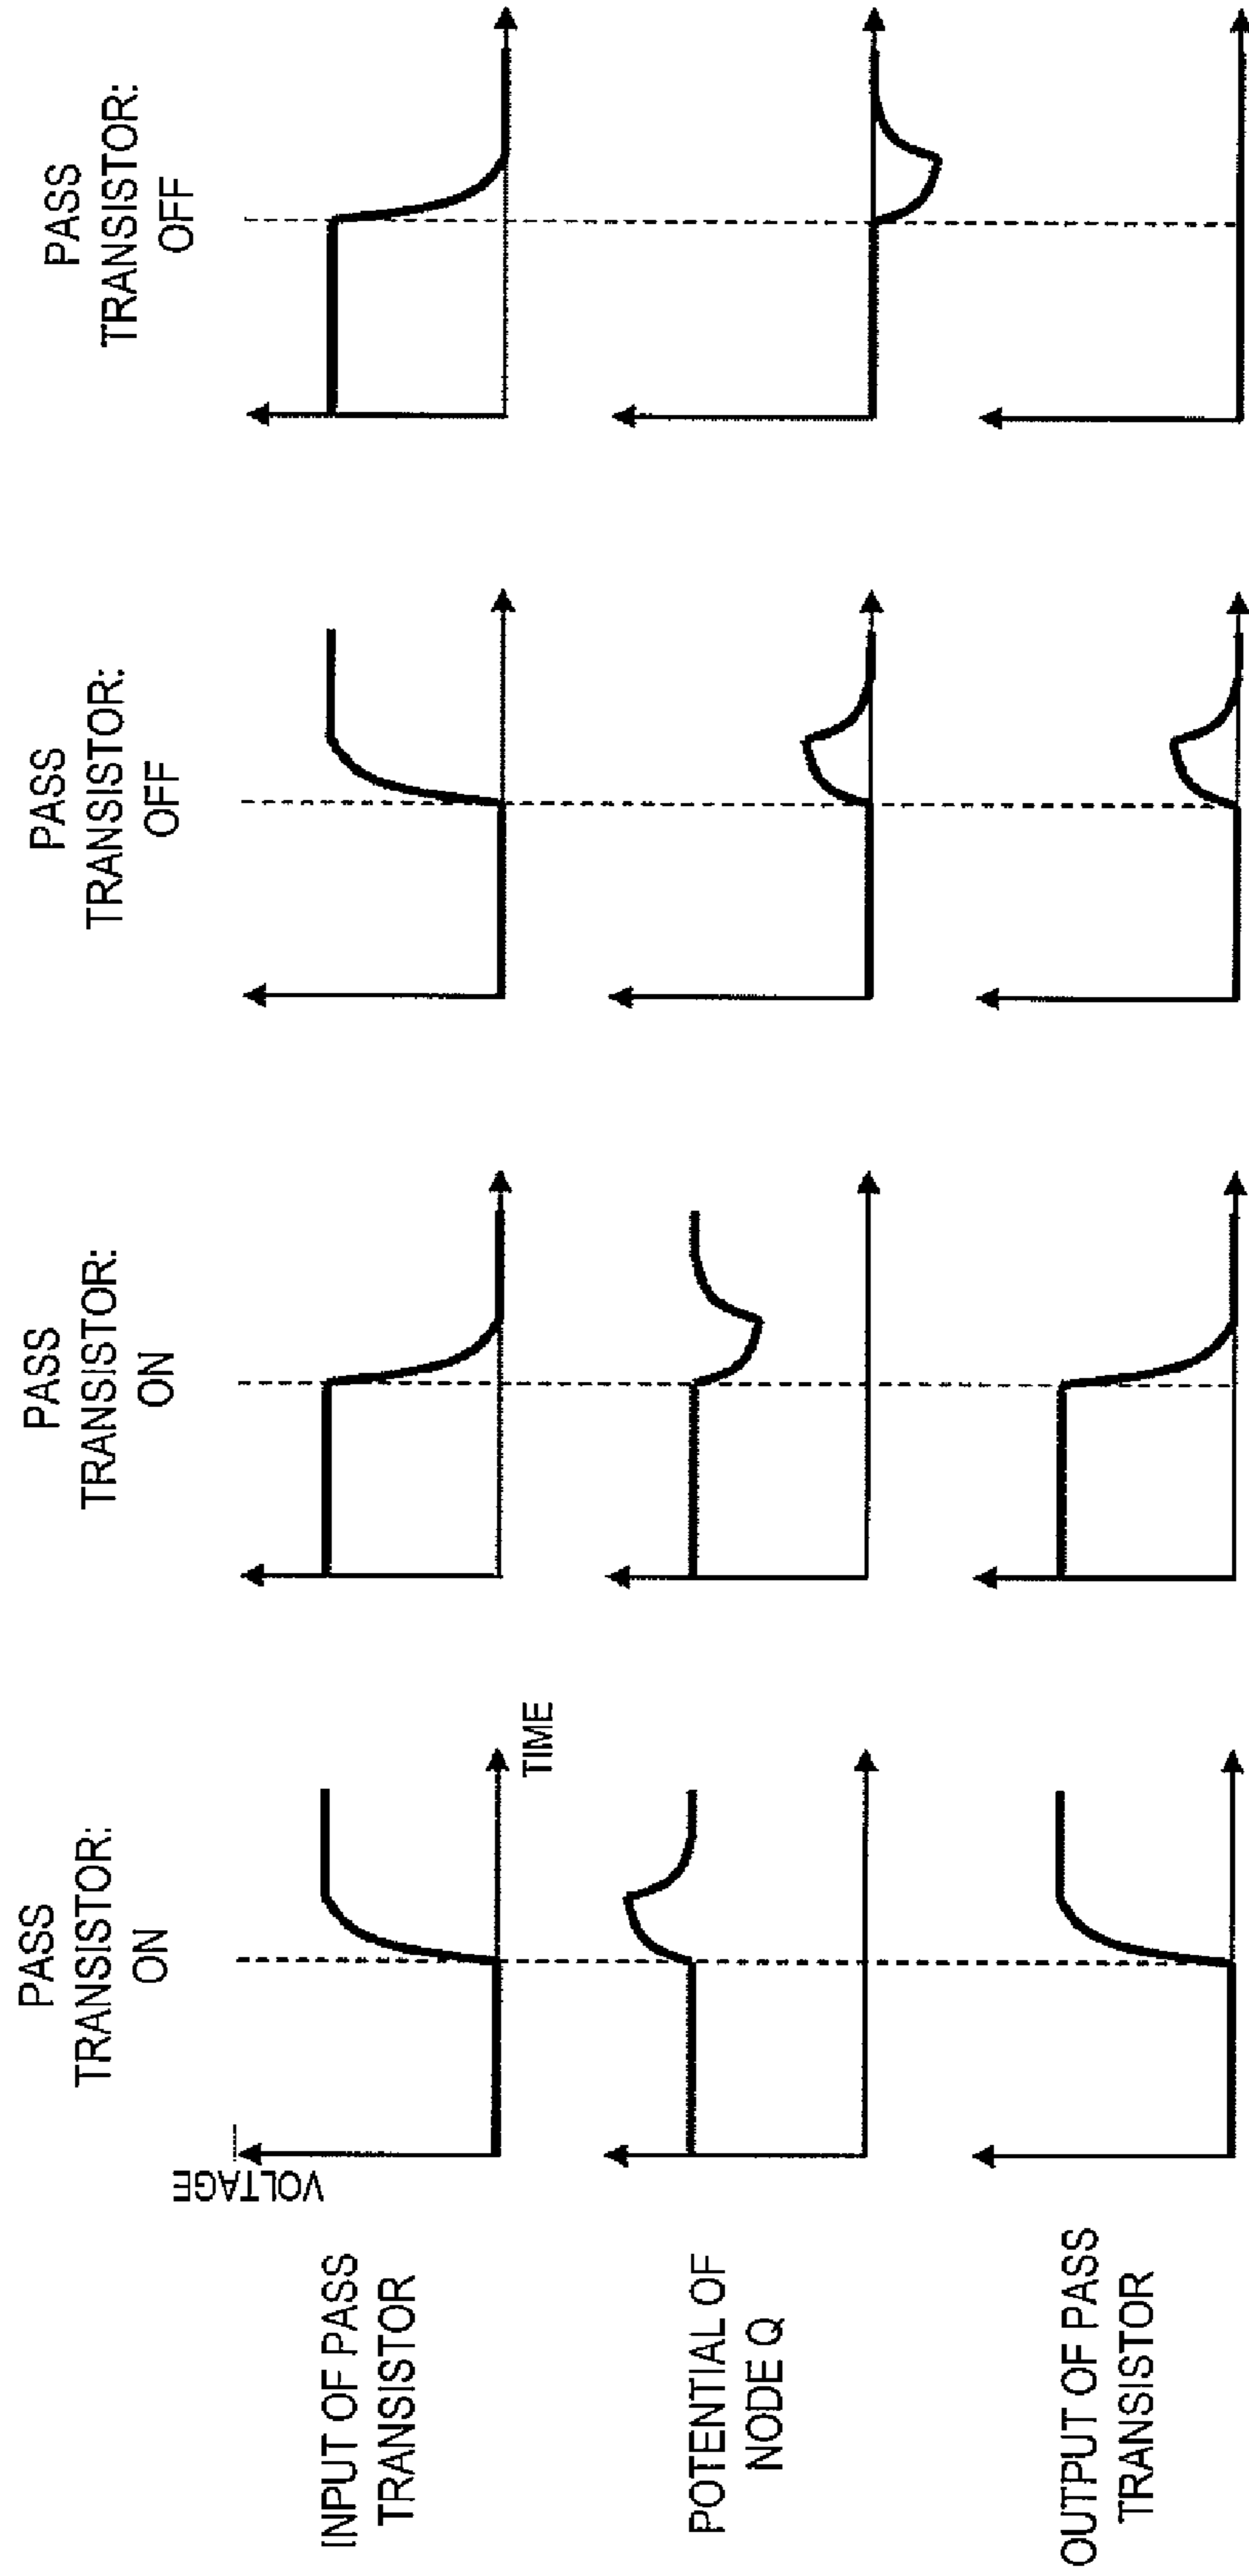 PASS
TRANSISTOR:
ON
PASS
TRANSISTOR:
ON
PASS
TRANSISTOR:
OFF
PASS
TRANSISTOR:
OFF
VOLTAGE
INPUT OF PASS
TRANSISTOR
TIME
POTENTIAL OF
NODE Q
OUTPUT OF PASS
TRANSISTOR